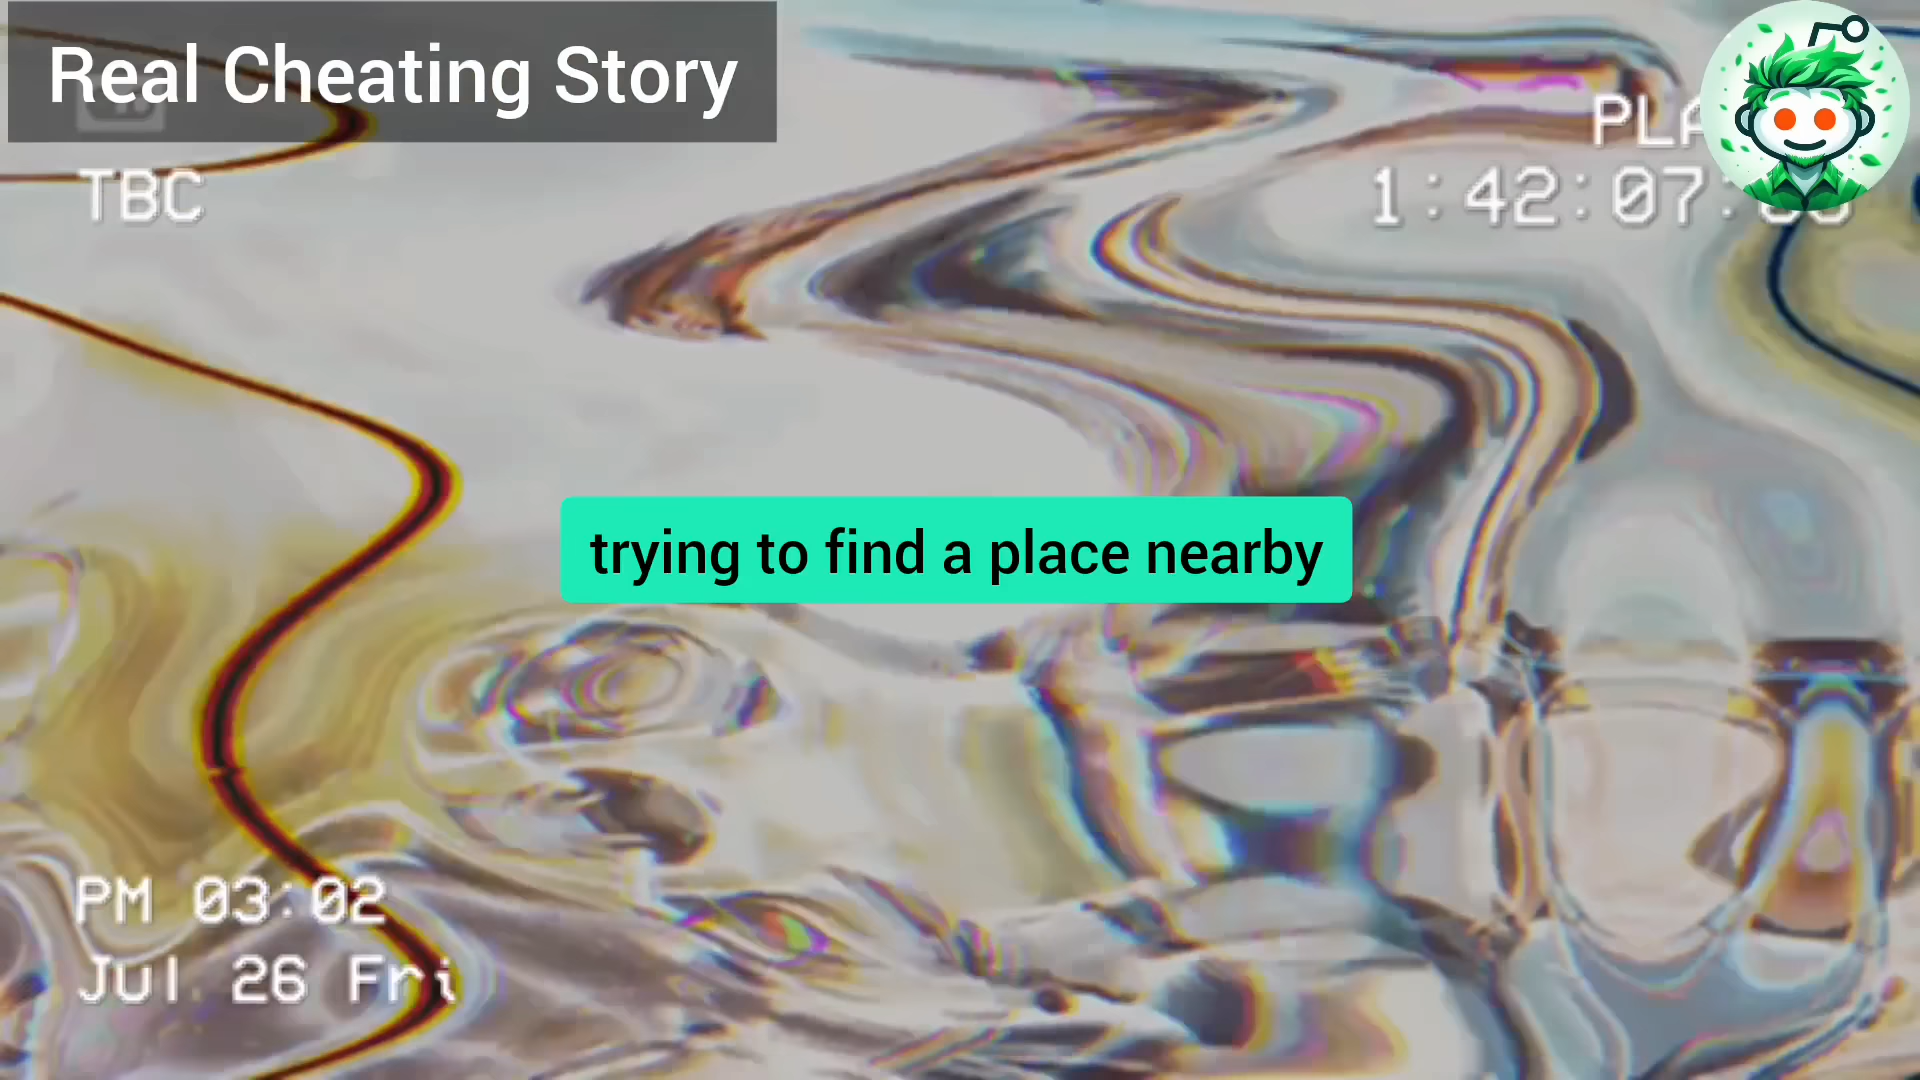 Real Cheating Story
TBC
1:42:07:
trying to find a place nearby
PM 03:02
Jul 26 Fri